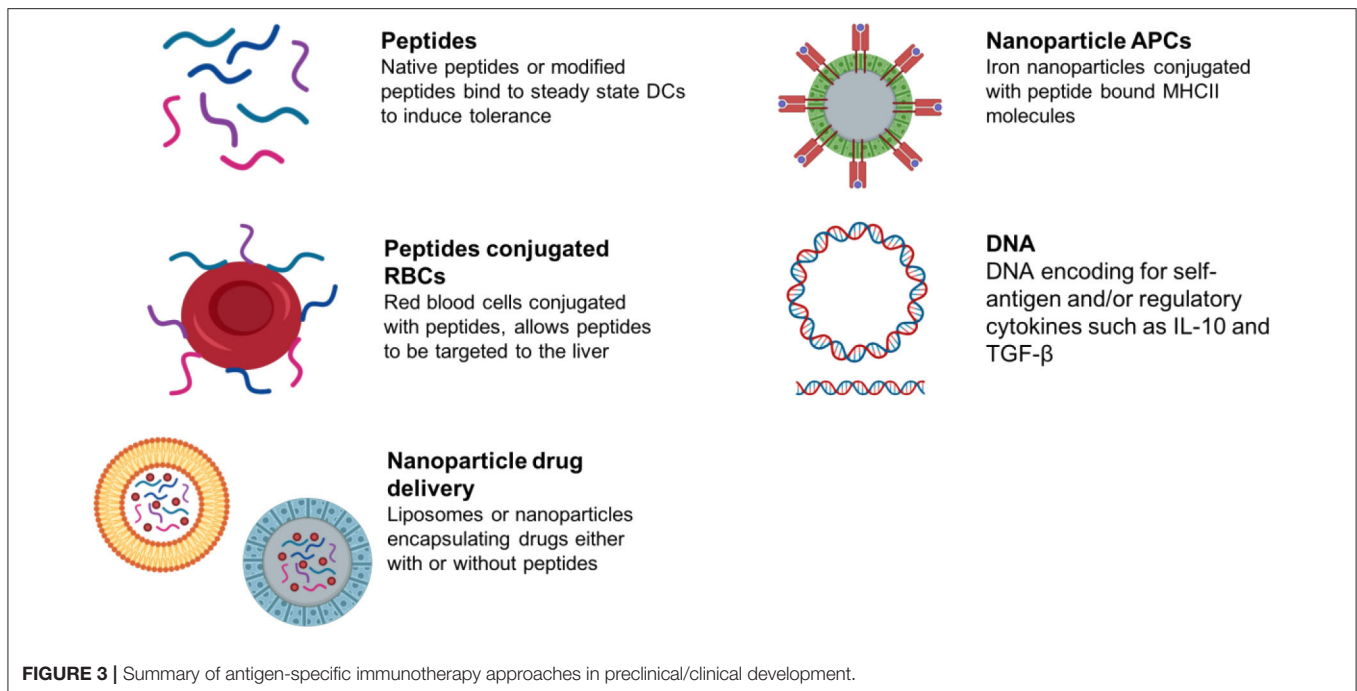 Peptides
Native peptides or modified
peptides bind to steady state DCs
to induce tolerance
Nanoparticle APCs
Iron nanoparticles conjugated
with peptide bound MHCII
molecules
Peptides conjugated
RBCs
Red blood cells conjugated
with peptides, allows peptides
to be targeted to the liver
DNA
DNA encoding for self-
antigen and/or regulatory
cytokines such as IL-10 and
TGF-β
Nanoparticle drug
delivery
Liposomes or nanoparticles
encapsulating drugs either
with or without peptides
FIGURE 3 | Summary of antigen-specific immunotherapy approaches in preclinical/clinical development.